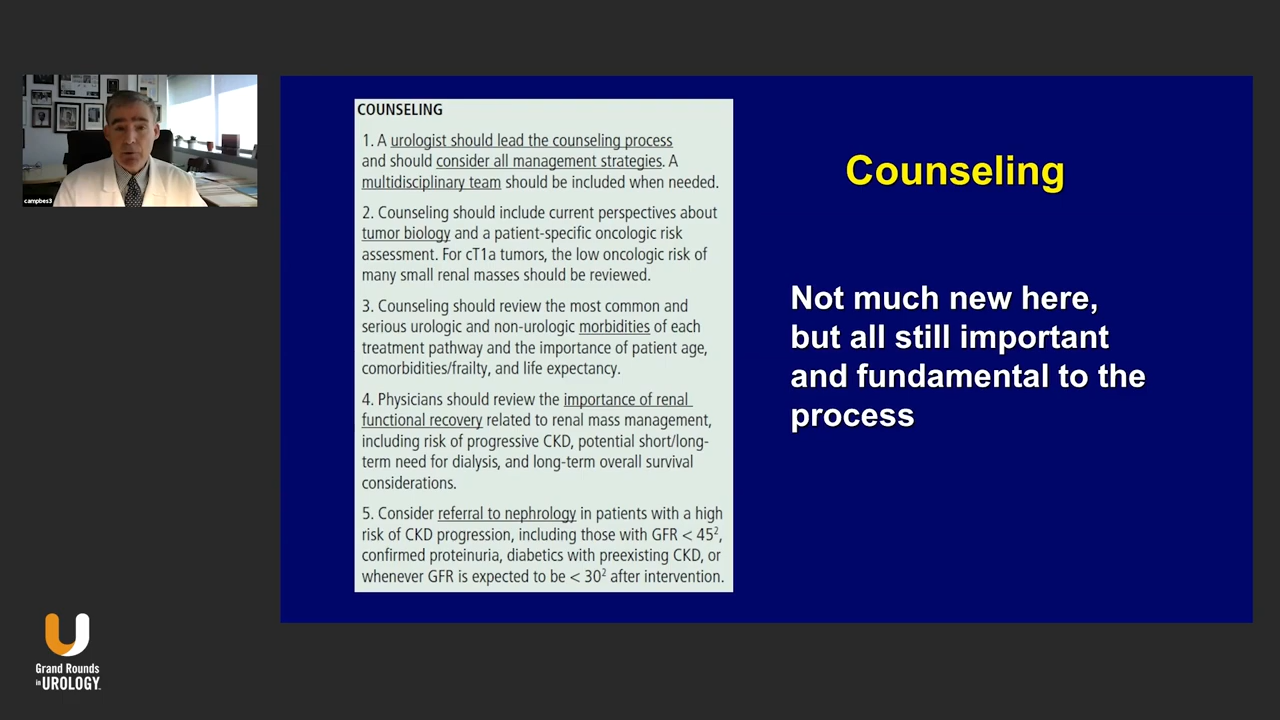 campbes3
COUNSELING
1. A urologist should lead the counseling process
and should consider all management strategies. A
multidisciplinary team should be included when needed.
2. Counseling should include current perspectives about
tumor biology and a patient-specific oncologic risk
assessment. For cT1a tumors, the low oncologic risk of
many small renal masses should be reviewed.
3. Counseling should review the most common and
serious urologic and non-urologic morbidities of each
treatment pathway and the importance of patient age,
comorbidities/frailty, and life expectancy.
4. Physicians should review the importance of renal
functional recovery related to renal mass management,
including risk of progressive CKD, potential short/long-
term need for dialysis, and long-term overall survival
considerations.
5. Consider referral to nephrology in patients with a high
risk of CKD progression, including those with GFR < 45²,
confirmed proteinuria, diabetics with preexisting CKD, or
whenever GFR is expected to be < 30² after intervention.
Counseling
Not much new here,
but all still important
and fundamental to the
process
Grand Rounds
in UROLOGY™